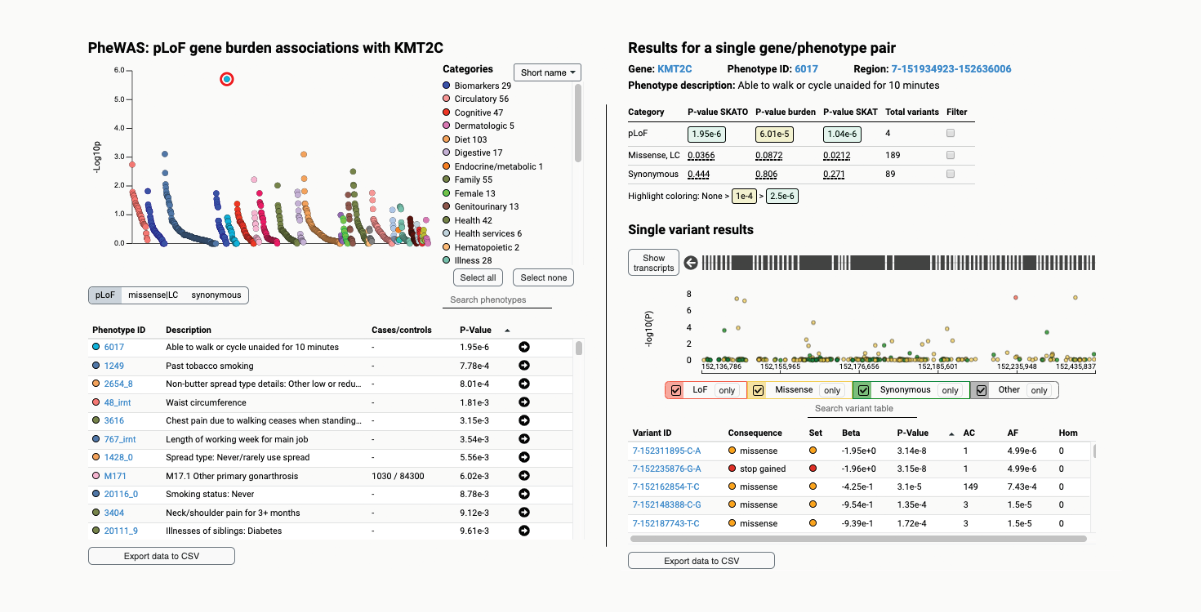 PheWAS: pLoF gene burden associations with KMT2C
6.0
5.0
4.0
3.0
2.0
1.0
0.0
-Log10p
Categories
Short name
Biomarkers 29
Circulatory 56
Cognitive 47
Dermatologic 5
Diet 103
Digestive 17
Endocrine/metabolic 1
Family 55
Female 13
Genitourinary 13
Health 42
Health services 6
Hematopoietic 2
Illness 28
Select all
Select none
Search phenotypes
pLoF missense|LC synonymous
Phenotype ID Description Cases/controls P-Value
6017 Able to walk or cycle unaided for 10 minutes - 1.95e-6
1249 Past tobacco smoking - 7.78e-4
2654_8 Non-butter spread type details: Other low or redu... - 8.01e-4
48_irnt Waist circumference - 1.81e-3
3616 Chest pain due to walking ceases when standing... - 3.15e-3
767_irnt Length of working week for main job - 3.54e-3
1428_0 Spread type: Never/rarely use spread - 5.56e-3
M171 M17.1 Other primary gonarthrosis 1030 / 84300 6.02e-3
20116_0 Smoking status: Never - 8.78e-3
3404 Neck/shoulder pain for 3+ months - 9.12e-3
20111_9 Illnesses of siblings: Diabetes - 9.61e-3
Export data to CSV
Results for a single gene/phenotype pair
Gene: KMT2C Phenotype ID: 6017 Region: 7-151934923-152636006
Phenotype description: Able to walk or cycle unaided for 10 minutes
Category P-value SKATO P-value burden P-value SKAT Total variants Filter
pLoF 1.95e-6 6.01e-5 1.04e-6 4
Missense, LC 0.0366 0.0872 0.0212 189
Synonymous 0.444 0.806 0.271 89
Highlight coloring: None > 1e-4 > 2.5e-6
Single variant results
Show
transcripts
8
6
4
2
0
-log10(P)
152,136,786 152,155,965 152,176,656 152,185,601 152,235,948 152,435,837
LoF only Missense only Synonymous only Other only
Search variant table
Variant ID Consequence Set Beta P-Value AC AF Hom
7-152311895-C-A missense -1.95e+0 3.14e-8 1 4.99e-6 0
7-152235876-G-A stop gained -1.96e+0 3.15e-8 1 4.99e-6 0
7-152162854-T-C missense -4.25e-1 3.1e-5 149 7.43e-4 0
7-152148388-C-G missense -9.54e-1 1.35e-4 3 1.5e-5 0
7-152187743-T-C missense -9.39e-1 1.72e-4 3 1.5e-5 0
Export data to CSV